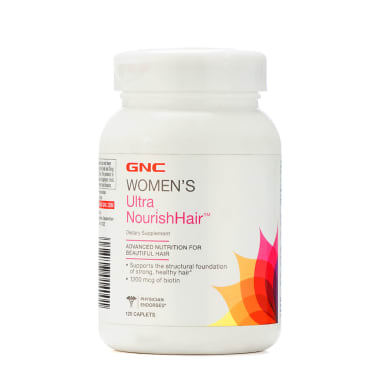 GNC
WOMEN'S
Ultra
NourishHair™
Dietary Supplement
ADVANCED NUTRITION FOR
BEAUTIFUL HAIR
• Supports the structural foundation
of strong, healthy hair*
• 1200 mcg of biotin
PHYSICIAN
ENDORSED°
120 CAPLETS